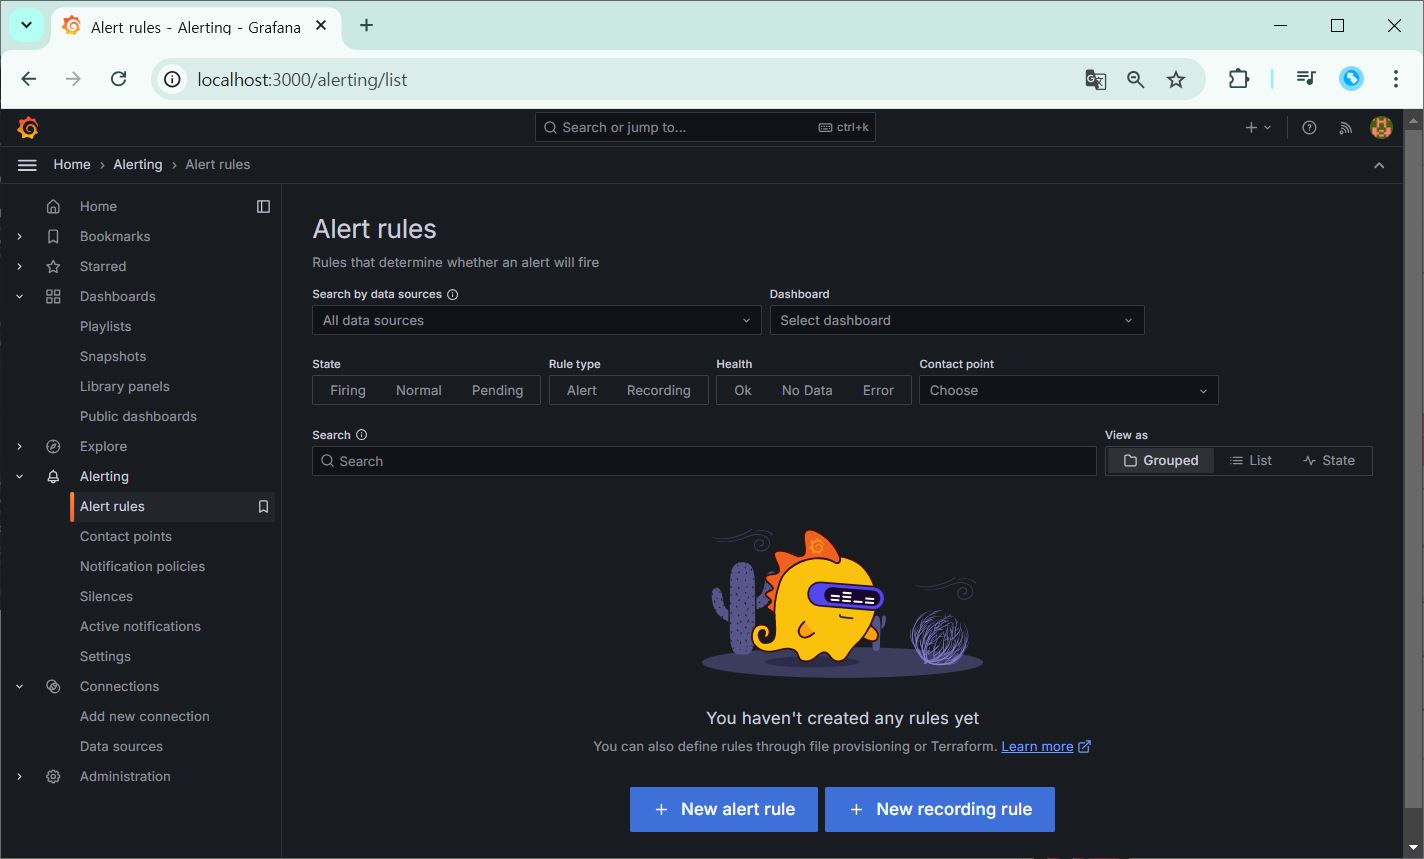 Alert rules - Alerting - Grafana
localhost:3000/alerting/list
Search or jump to... ctrl+k
Home › Alerting › Alert rules
Home
Bookmarks
Starred
Dashboards
Playlists
Snapshots
Library panels
Public dashboards
Explore
Alerting
Alert rules
Contact points
Notification policies
Silences
Active notifications
Settings
Connections
Add new connection
Data sources
Administration
Alert rules
Rules that determine whether an alert will fire
Search by data sources Dashboard
All data sources Select dashboard
State Rule type Health Contact point
Firing Normal Pending Alert Recording Ok No Data Error Choose
Search View as
Search Grouped List State
You haven't created any rules yet
You can also define rules through file provisioning or Terraform. Learn more
+ New alert rule + New recording rule